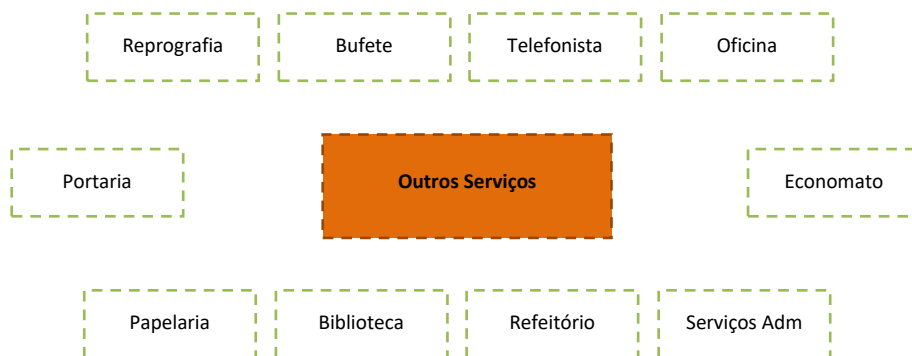 Reprografia
Bufete
Telefonista
Oficina
Portaria
Outros Serviços
Economato
Papelaria
Biblioteca
Refeitório
Serviços Adm